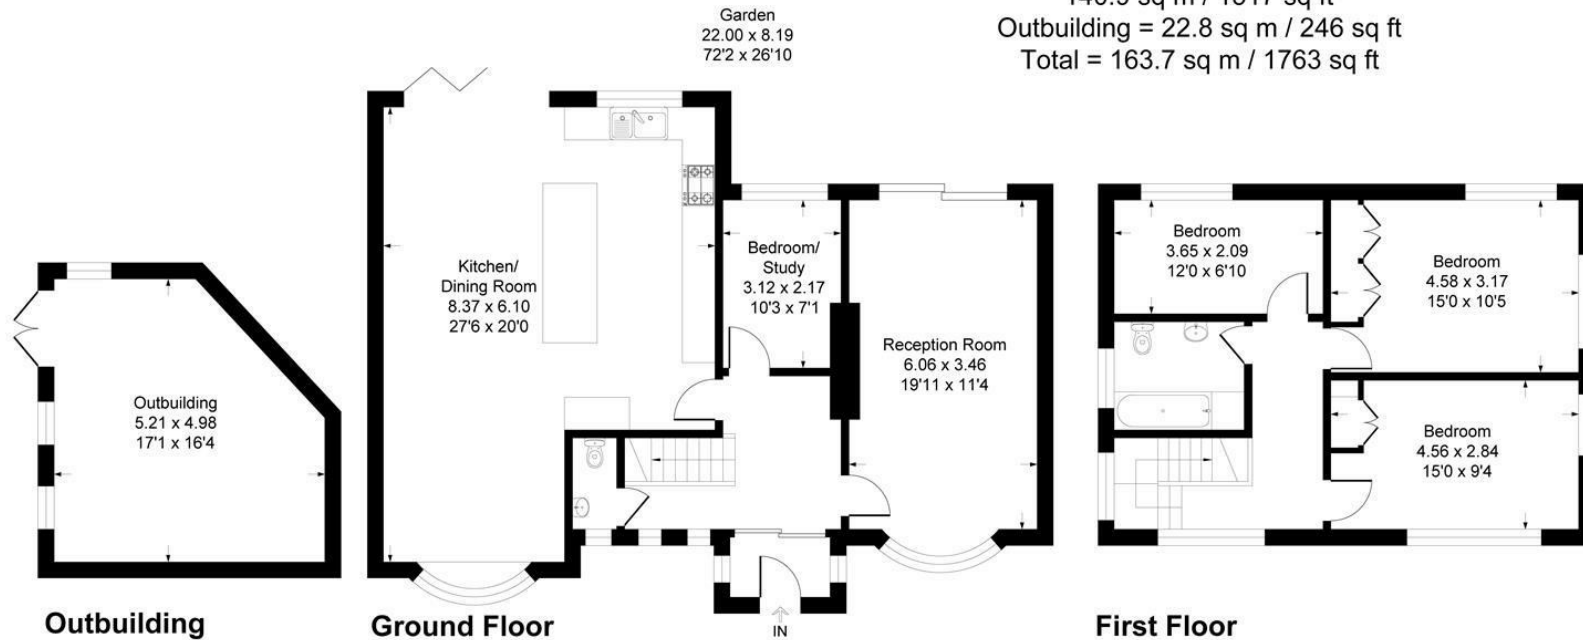 Garden
22.00 x 8.19
72'2 x 26'10
Outbuilding = 22.8 sq m / 246 sq ft
Total = 163.7 sq m / 1763 sq ft
Outbuilding
5.21 x 4.98
17'1 x 16'4
Kitchen/
Dining Room
8.37 x 6.10
27'6 x 20'0
Bedroom/
Study
3.12 x 2.17
10'3 x 7'1
Reception Room
6.06 x 3.46
19'11 x 11'4
Bedroom
3.65 x 2.09
12'0 x 6'10
Bedroom
4.58 x 3.17
15'0 x 10'5
Bedroom
4.56 x 2.84
15'0 x 9'4
IN
Outbuilding
Ground Floor
First Floor